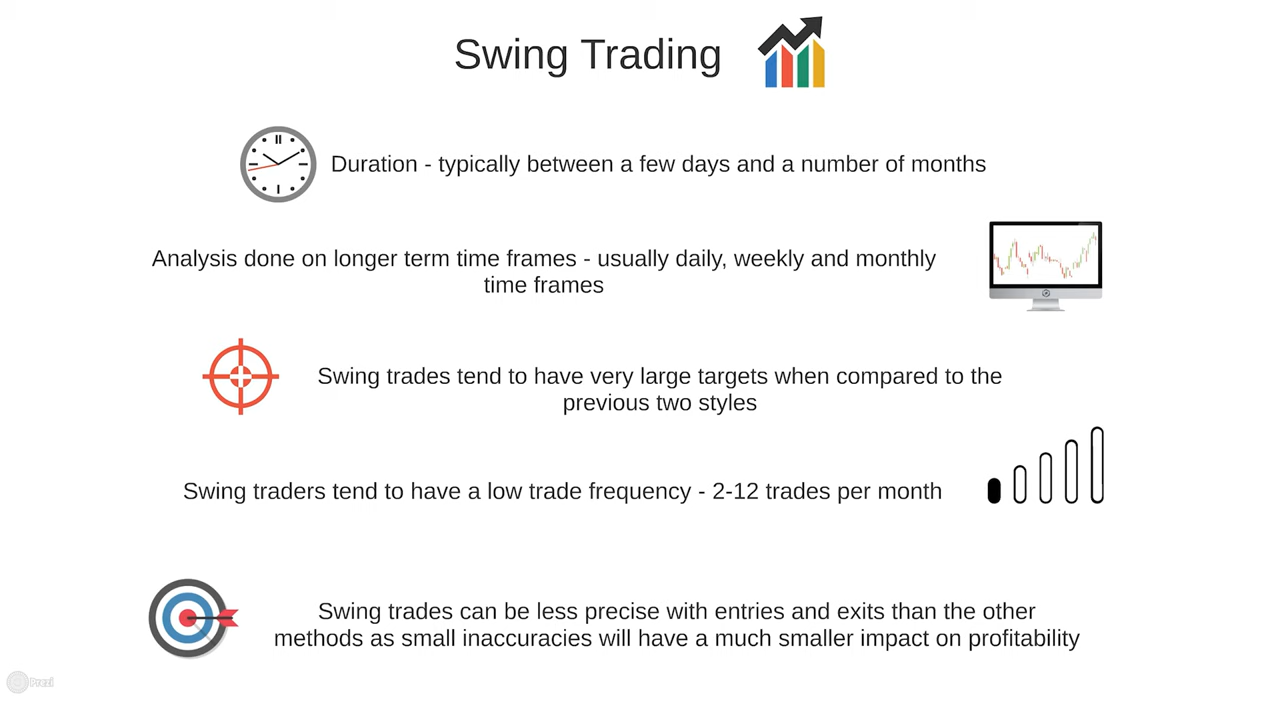 Swing Trading
Duration - typically between a few days and a number of months
Analysis done on longer term time frames - usually daily, weekly and monthly
time frames
Swing trades tend to have very large targets when compared to the
previous two styles
Swing traders tend to have a low trade frequency - 2-12 trades per month
Swing trades can be less precise with entries and exits than the other
methods as small inaccuracies will have a much smaller impact on profitability
Prezi